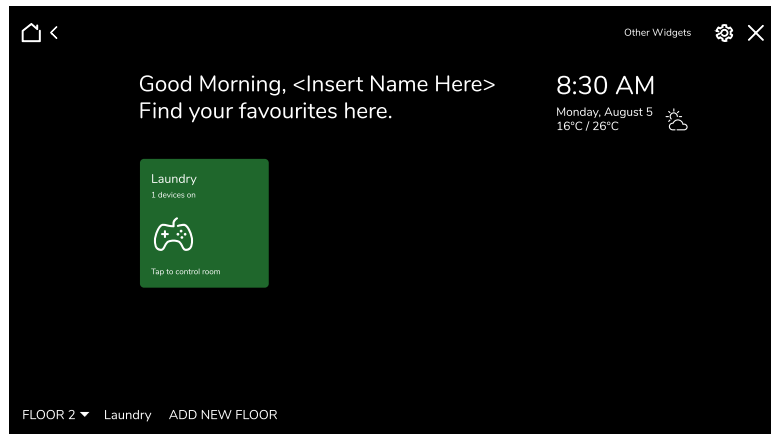 Other Widgets
Good Morning, <Insert Name Here>
Find your favourites here.
8:30 AM
Monday, August 5
16°C / 26°C
Laundry
1 devices on
Tap to control room
FLOOR 2 Laundry ADD NEW FLOOR